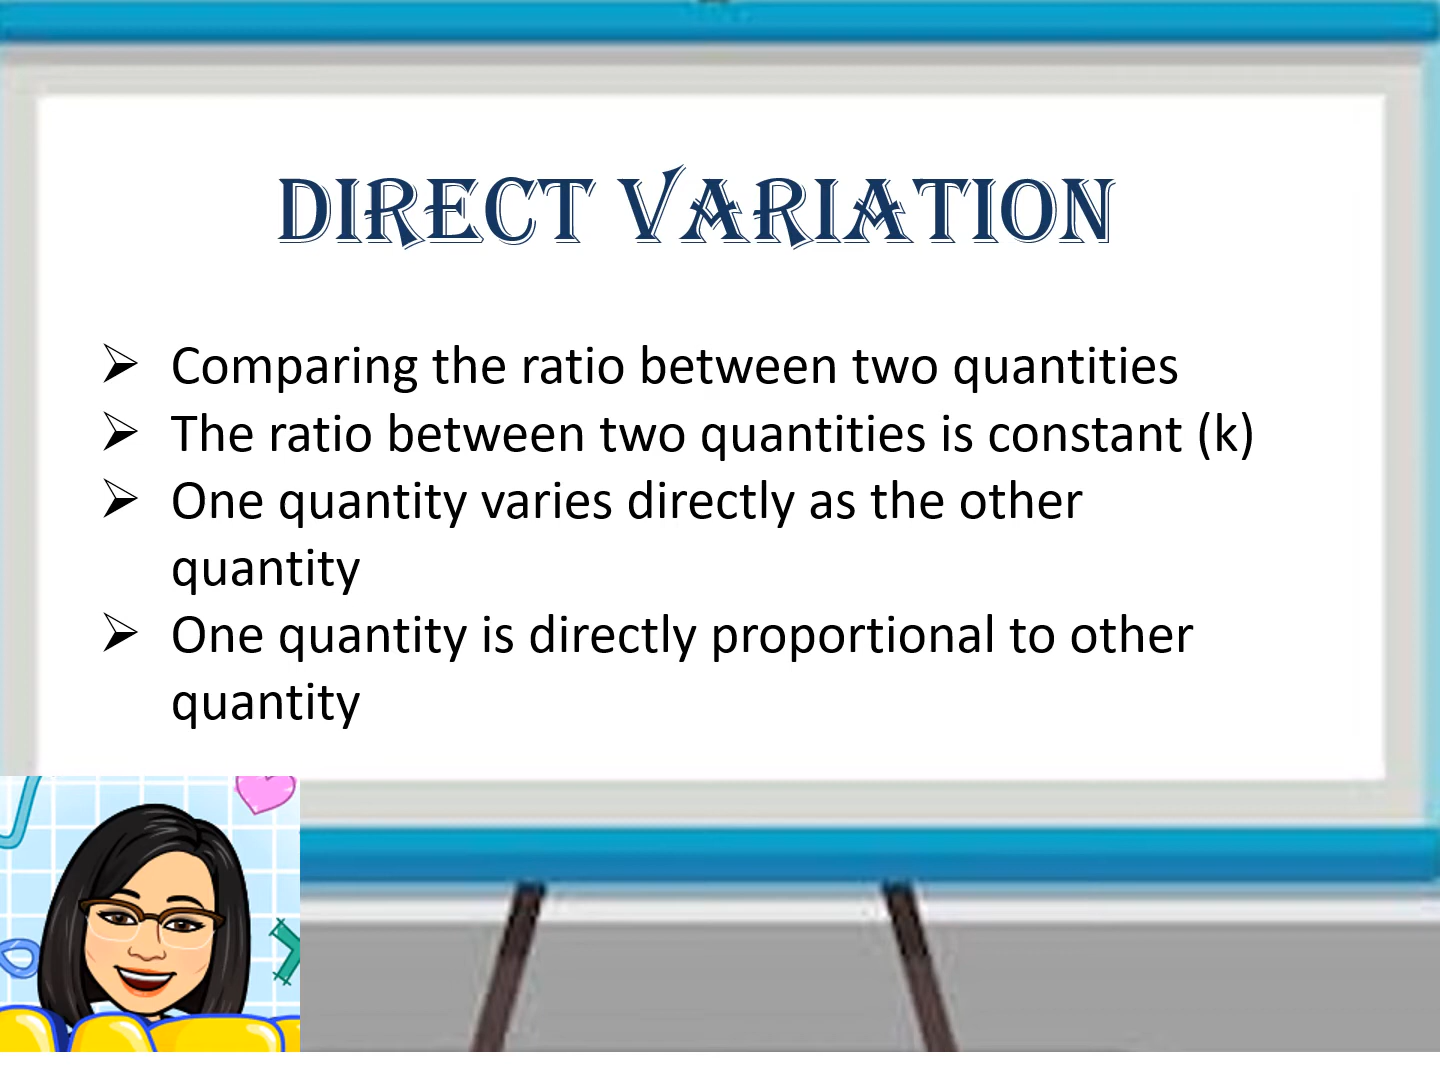 DIRECT VARIATION
➢ Comparing the ratio between two quantities
➢ The ratio between two quantities is constant (k)
➢ One quantity varies directly as the other
quantity
➢ One quantity is directly proportional to other
quantity